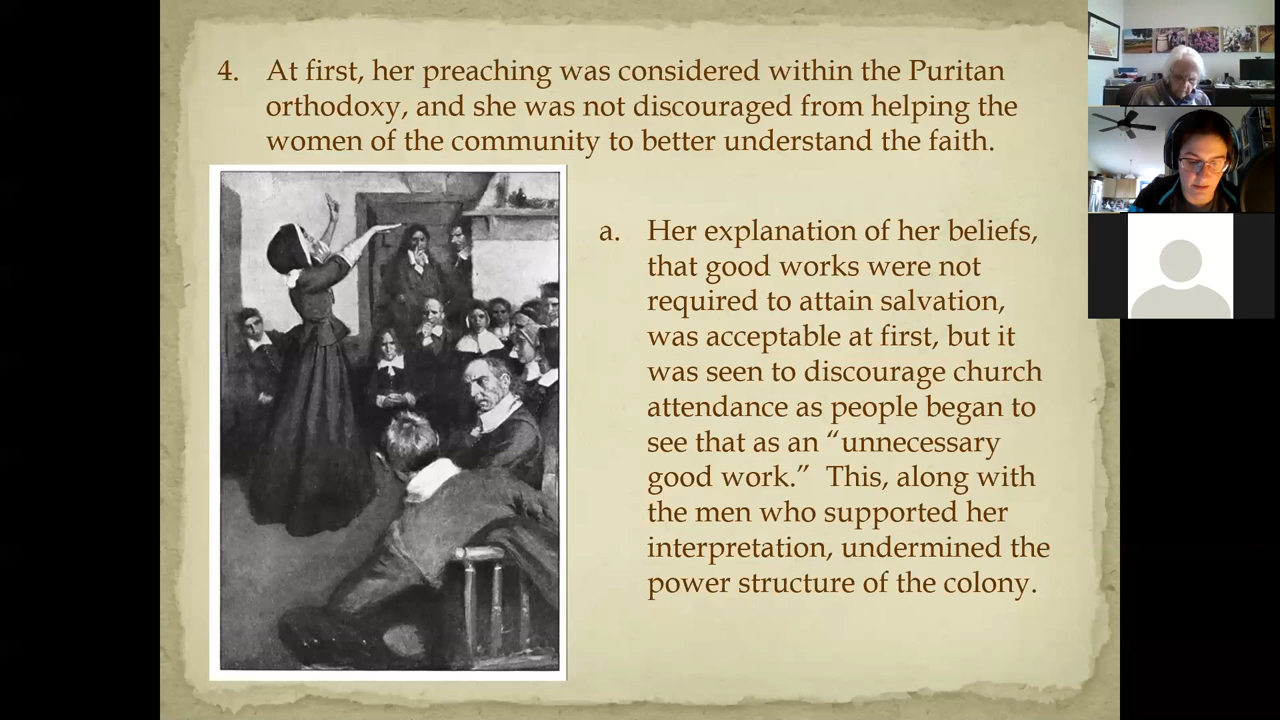 4. At first, her preaching was considered within the Puritan
orthodoxy, and she was not discouraged from helping the
women of the community to better understand the faith.
a. Her explanation of her beliefs,
that good works were not
required to attain salvation,
was acceptable at first, but it
was seen to discourage church
attendance as people began to
see that as an “unnecessary
good work.” This, along with
the men who supported her
interpretation, undermined the
power structure of the colony.